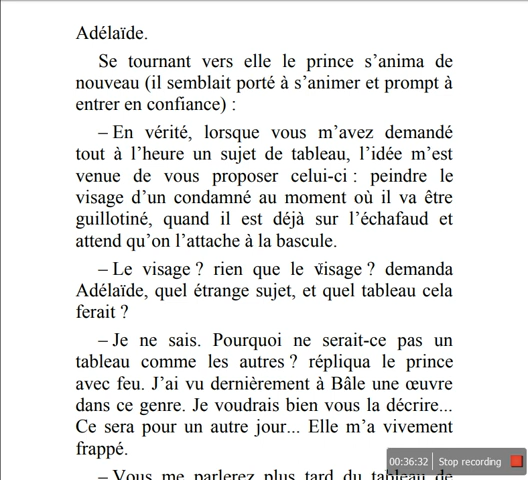 Adélaïde.
Se tournant vers elle le prince s’anima de
nouveau (il semblait porté à s’animer et prompt à
entrer en confiance) :
– En vérité, lorsque vous m’avez demandé
tout à l’heure un sujet de tableau, l’idée m’est
venue de vous proposer celui-ci : peindre le
visage d’un condamné au moment où il va être
guillotiné, quand il est déjà sur l’échafaud et
attend qu’on l’attache à la bascule.
– Le visage ? rien que le visage ? demanda
Adélaïde, quel étrange sujet, et quel tableau cela
ferait ?
– Je ne sais. Pourquoi ne serait-ce pas un
tableau comme les autres ? répliqua le prince
avec feu. J’ai vu dernièrement à Bâle une œuvre
dans ce genre. Je voudrais bien vous la décrire...
Ce sera pour un autre jour... Elle m’a vivement
frappé.
– Vous me parlerez plus tard du tableau de
00:36:32 Stop recording